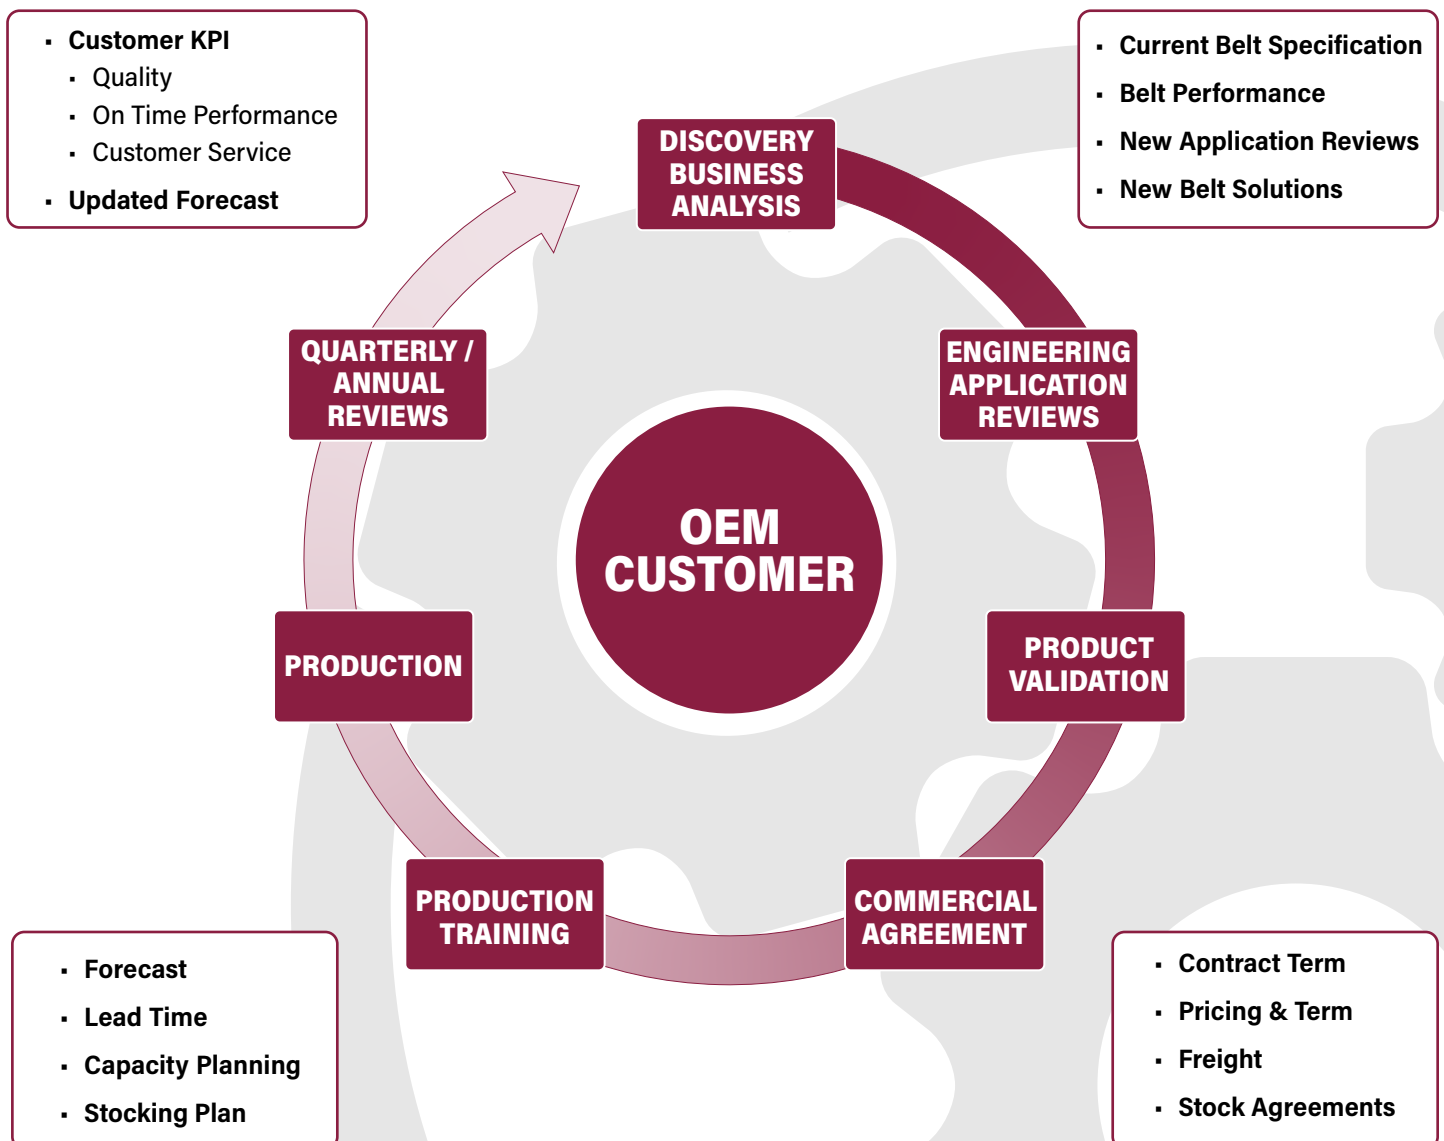 Customer KPI
Quality
On Time Performance
Customer Service
Updated Forecast
Current Belt Specification
Belt Performance
New Application Reviews
New Belt Solutions
DISCOVERY
BUSINESS
ANALYSIS
ENGINEERING
APPLICATION
REVIEWS
PRODUCT
VALIDATION
COMMERCIAL
AGREEMENT
PRODUCTION
TRAINING
PRODUCTION
QUARTERLY /
ANNUAL
REVIEWS
OEM
CUSTOMER
Forecast
Lead Time
Capacity Planning
Stocking Plan
Contract Term
Pricing & Term
Freight
Stock Agreements